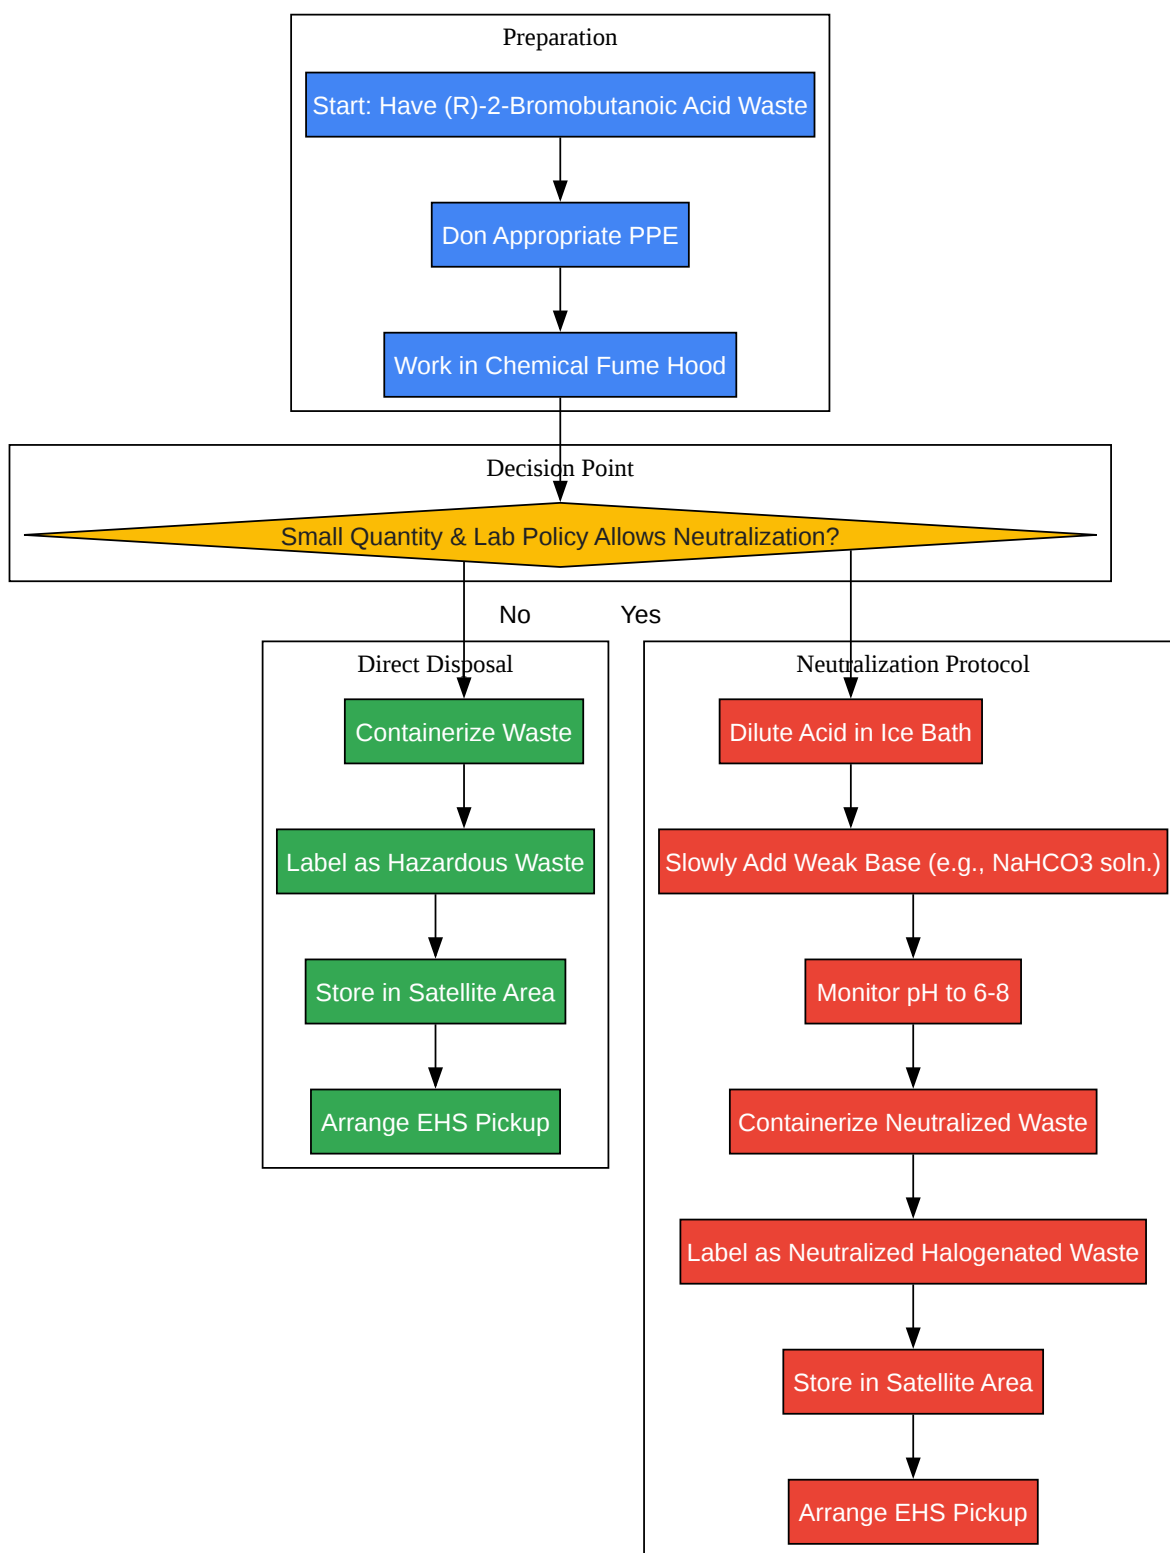 Preparation
Start: Have (R)-2-Bromobutanoic Acid Waste
Don Appropriate PPE
Work in Chemical Fume Hood
Decision Point
Small Quantity & Lab Policy Allows Neutralization?
No
Yes
Direct Disposal
Containerize Waste
Label as Hazardous Waste
Store in Satellite Area
Arrange EHS Pickup
Neutralization Protocol
Dilute Acid in Ice Bath
Slowly Add Weak Base (e.g., NaHCO3 soln.)
Monitor pH to 6-8
Containerize Neutralized Waste
Label as Neutralized Halogenated Waste
Store in Satellite Area
Arrange EHS Pickup